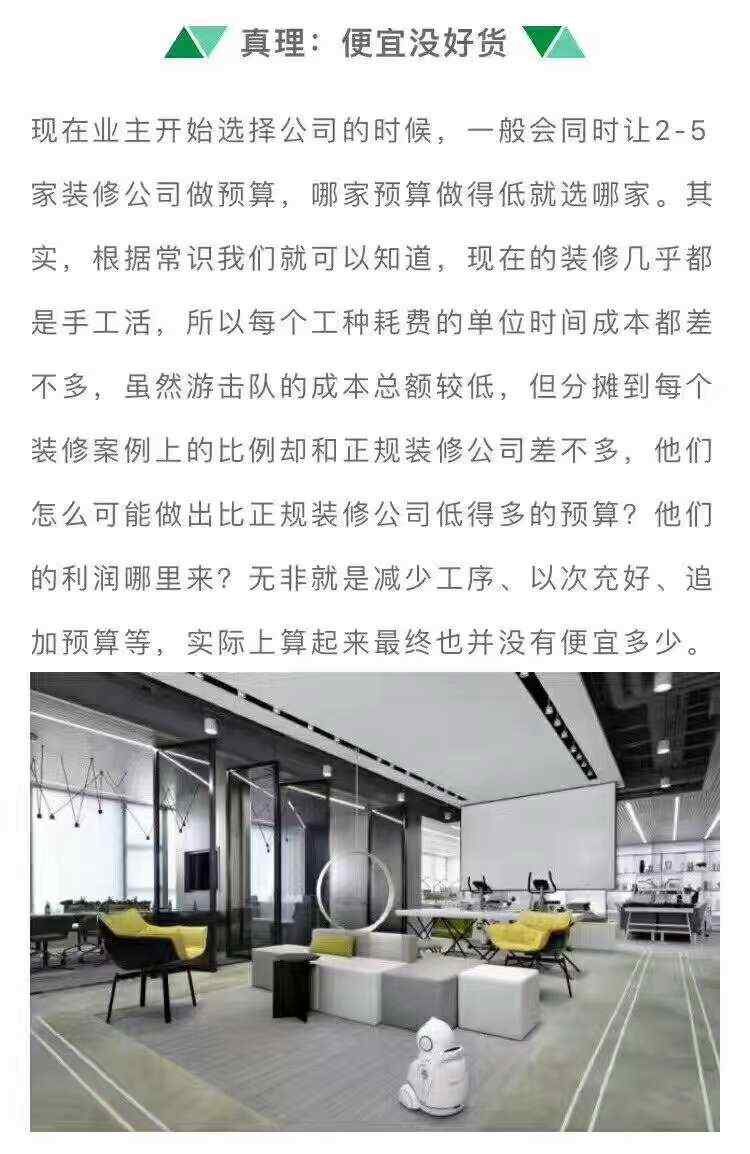 真理：便宜没好货
现在业主开始选择公司的时候，一般会同时让2-5
家装修公司做预算，哪家预算做得低就选哪家。其
实，根据常识我们就可以知道，现在的装修几乎都
是手工活，所以每个工种耗费的单位时间成本都差
不多，虽然游击队的成本总额较低，但分摊到每个
装修案例上的比例却和正规装修公司差不多，他们
怎么可能做出比正规装修公司低得多的预算？他们
的利润哪里来？无非就是减少工序、以次充好、追
加预算等，实际上算起来最终也并没有便宜多少。